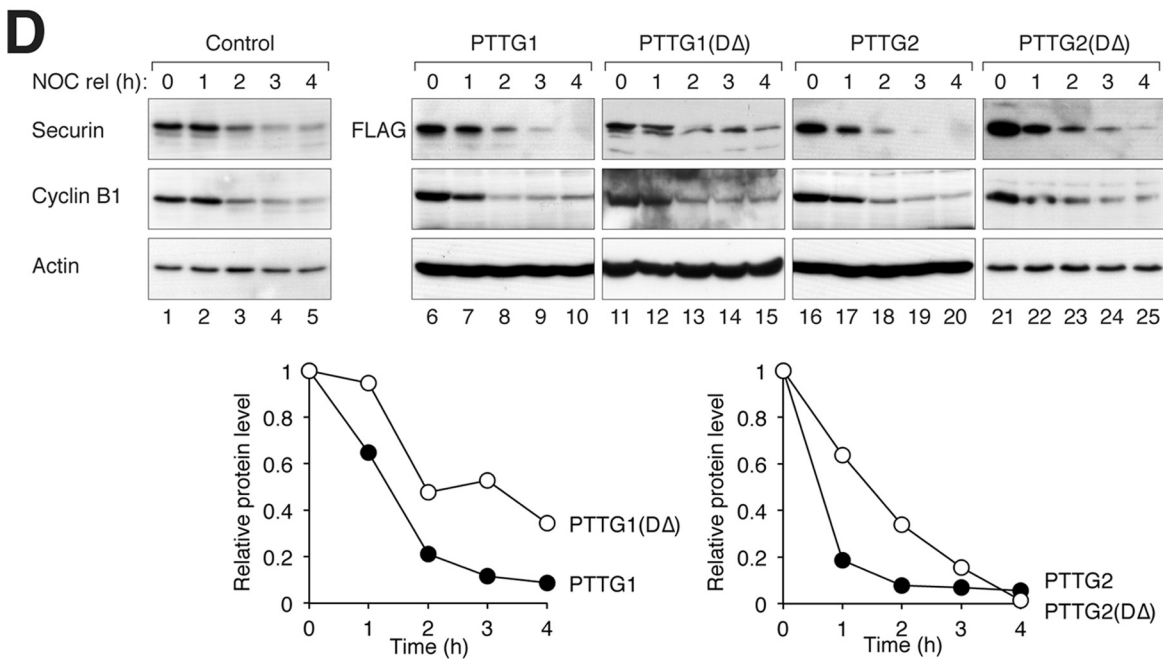 D
Control PTTG1 PTTG1(DΔ) PTTG2 PTTG2(DΔ)
NOC rel (h): 0 1 2 3 4 0 1 2 3 4 0 1 2 3 4 0 1 2 3 4 0 1 2 3 4
Securin FLAG
Cyclin B1
Actin
1 2 3 4 5 6 7 8 9 10 11 12 13 14 15 16 17 18 19 20 21 22 23 24 25
Relative protein level
1
0.8
0.6
0.4
0.2
0
0 1 2 3 4
Time (h)
PTTG1(DΔ)
PTTG1
Relative protein level
1
0.8
0.6
0.4
0.2
0
0 1 2 3 4
Time (h)
PTTG2
PTTG2(DΔ)